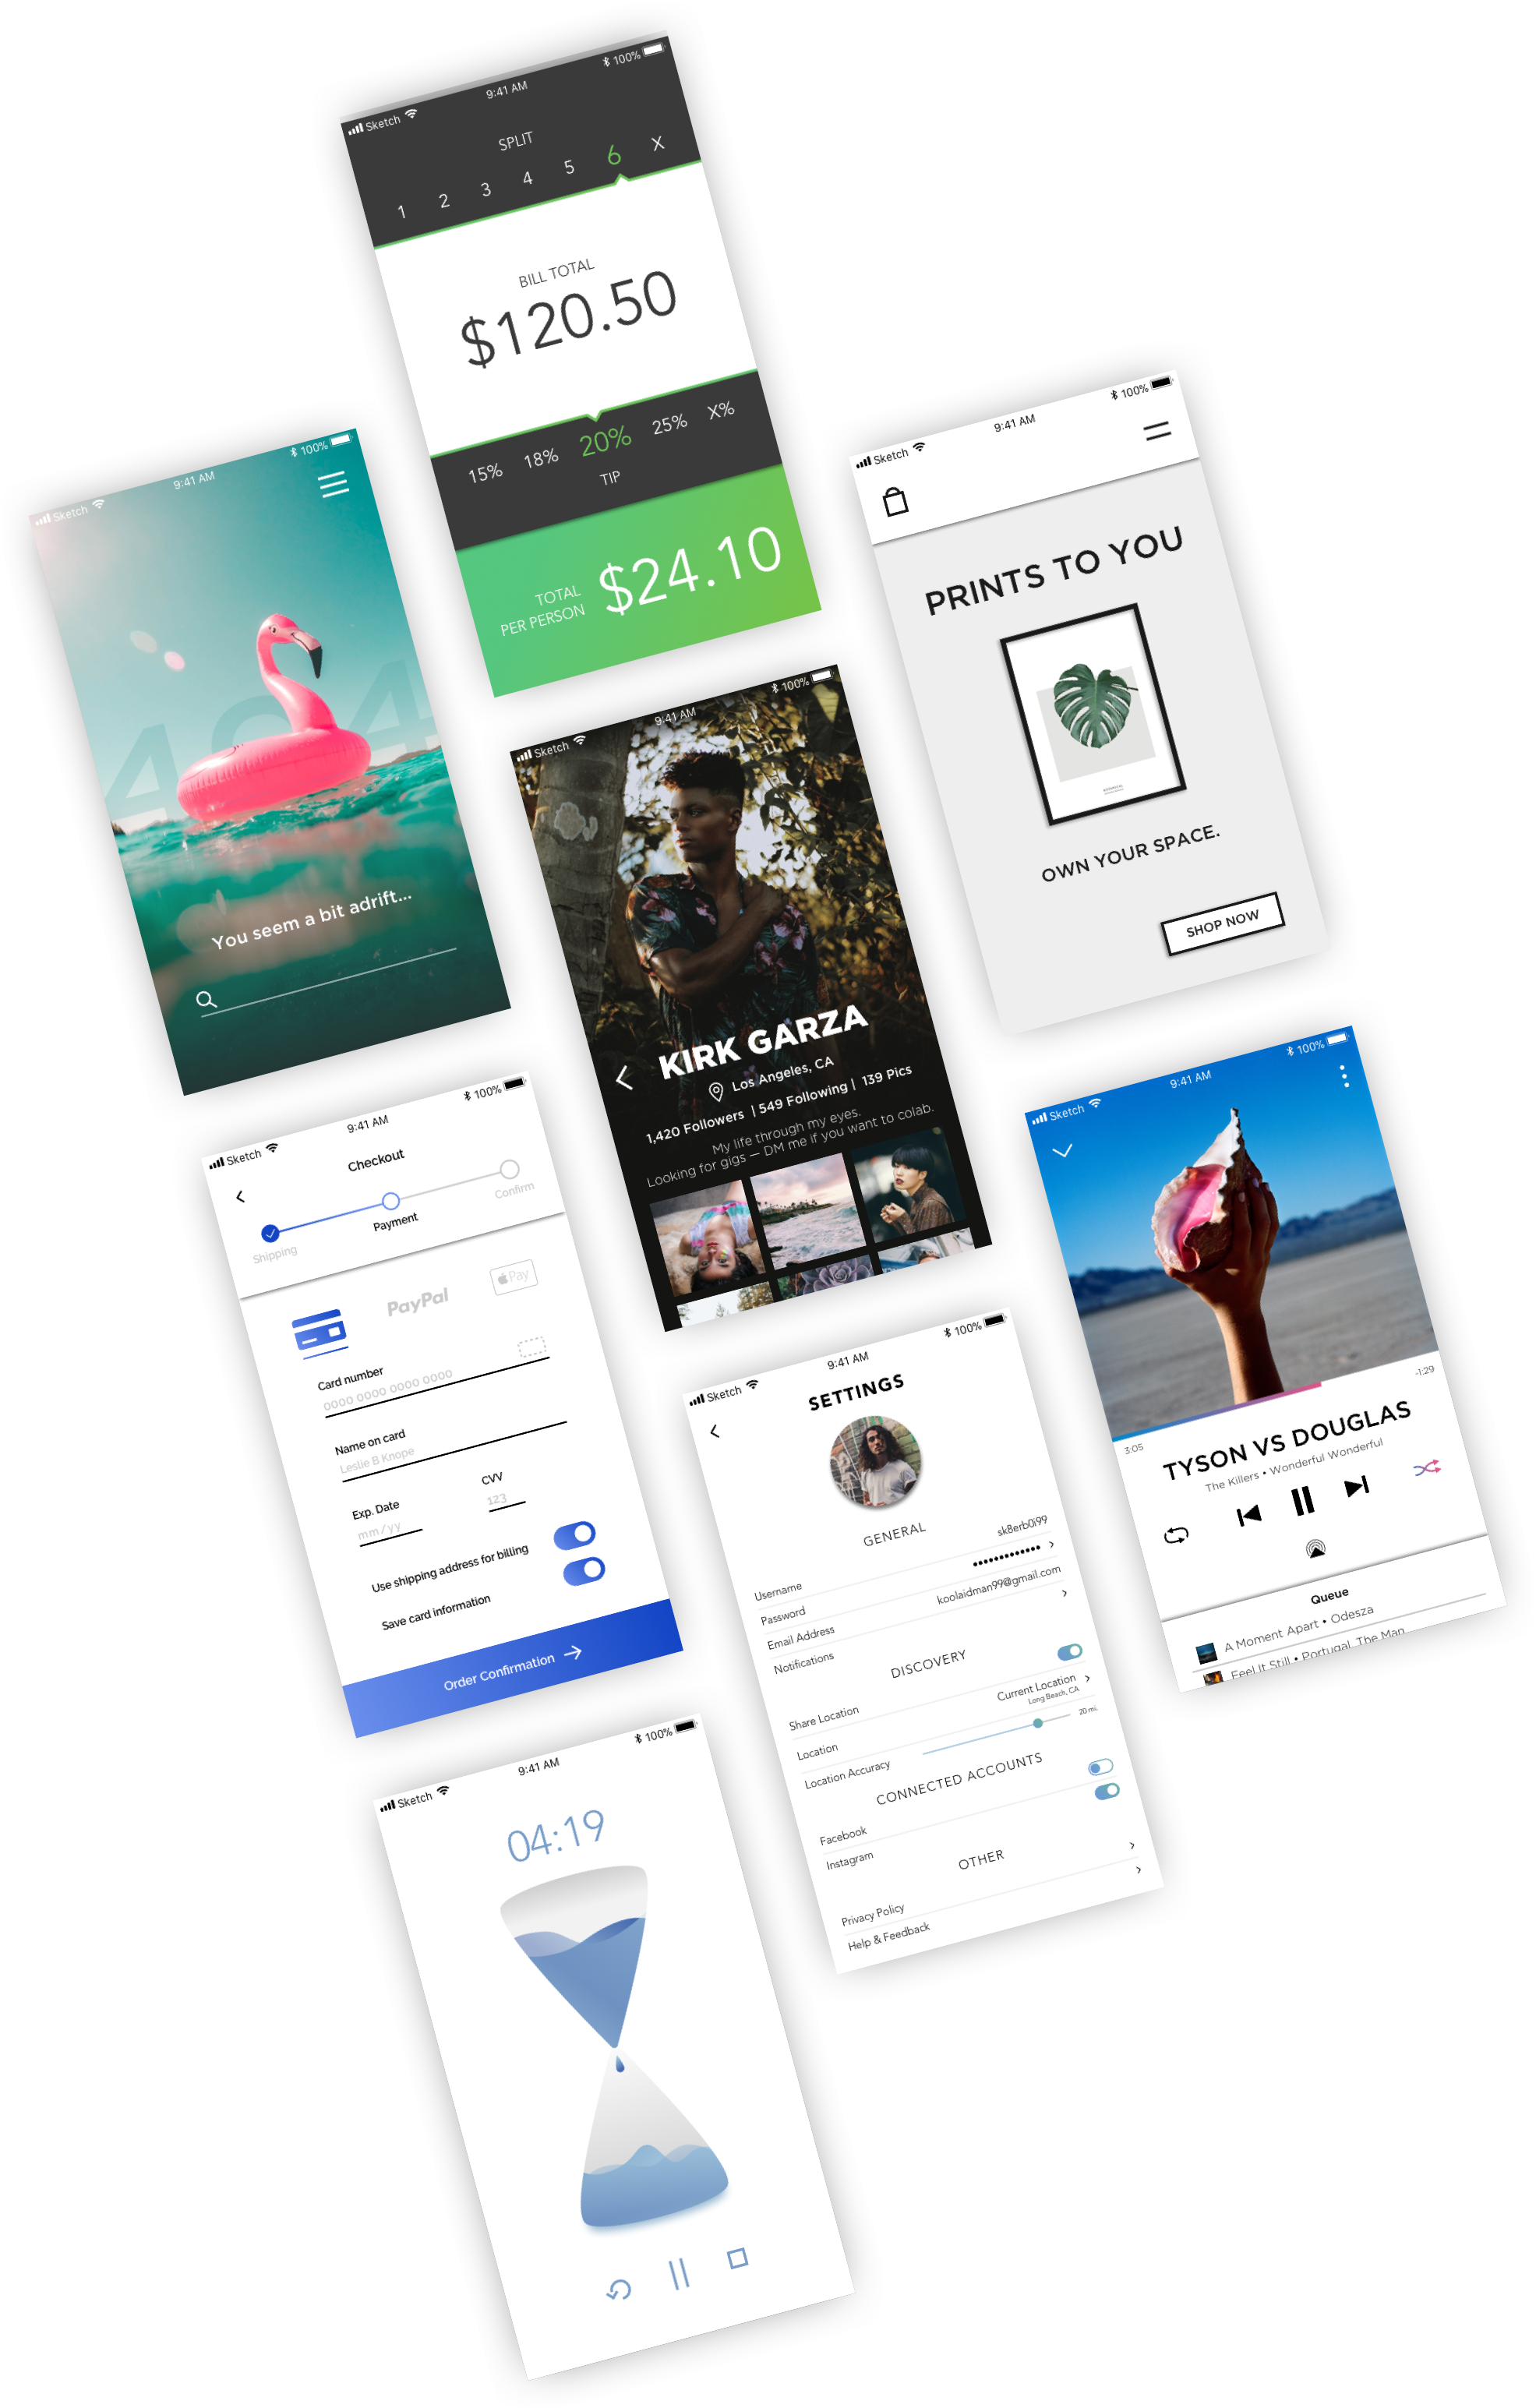 Sketch 9:41 AM 100%
SPLIT
1 2 3 4 5 6 X
BILL TOTAL
$120.50
15% 18% 20% 25% X%
TIP
TOTAL
PER PERSON
$24.10
Sketch 9:41 AM 100%
404
You seem a bit adrift...
Sketch 9:41 AM 100%
PRINTS TO YOU
OWN YOUR SPACE.
SHOP NOW
Sketch 9:41 AM 100%
KIRK GARZA
Los Angeles, CA
1,420 Followers | 549 Following | 139 Pics
My life through my eyes.
Looking for gigs — DM me if you want to colab.
Sketch 9:41 AM 100%
Checkout
Shipping Payment Confirm
PayPal Pay
Card number
0000 0000 0000 0000
Name on card
Leslie B Knope
Exp. Date CVV
mm/yy 123
Use shipping address for billing
Save card information
Order Confirmation
Sketch 9:41 AM 100%
3:05 -1:29
TYSON VS DOUGLAS
The Killers • Wonderful Wonderful
Queue
A Moment Apart • Odesza
Feel It Still • Portugal. The Man
Sketch 9:41 AM 100%
SETTINGS
GENERAL
Username sk8erb0i99
Password •••••••••••••
Email Address koolaidman99@gmail.com
Notifications
DISCOVERY
Share Location
Location Current Location
Long Beach, CA
Location Accuracy 20 mi.
CONNECTED ACCOUNTS
Facebook
Instagram
OTHER
Privacy Policy
Help & Feedback
Sketch 9:41 AM 100%
04:19